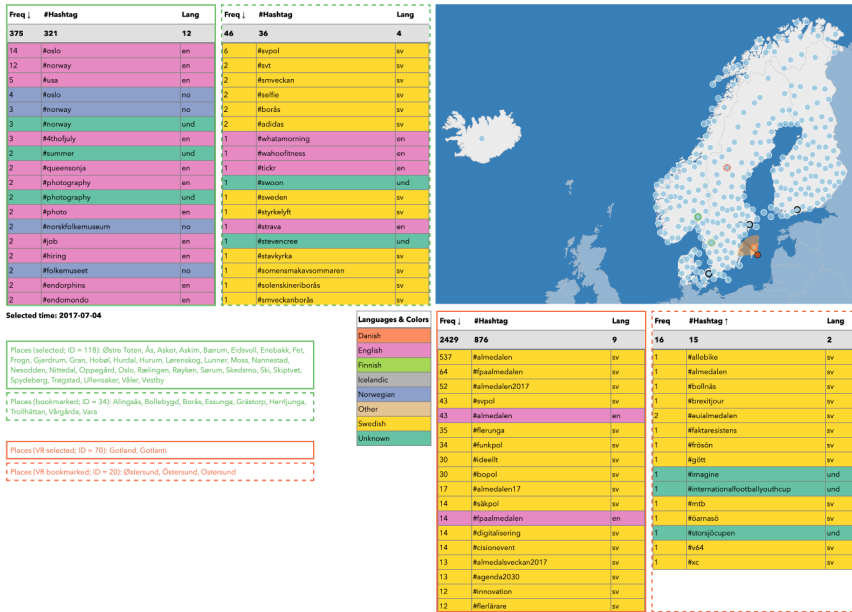 Freq ↓ #Hashtag Lang
375 321 12
14 #oslo en
12 #norway en
5 #usa en
4 #oslo no
3 #norway no
3 #norway und
3 #4thofjuly en
2 #summer und
2 #queensonja en
2 #photography en
2 #photography und
2 #photo en
2 #norskfolkemuseum no
2 #job en
2 #hiring en
2 #folkemuseet no
2 #endorphins en
2 #endomondo en
Freq ↓ #Hashtag Lang
46 36 4
6 #svpol sv
2 #svt sv
2 #smveckan sv
2 #selfie sv
2 #borås sv
2 #adidas sv
1 #whatamorning en
1 #wahoofitness en
1 #tickr en
1 #swoon und
1 #sweden sv
1 #styrkelyft sv
1 #strava en
1 #stevencree und
1 #stavkyrka sv
1 #somensmakavsommaren sv
1 #solenskineriborås sv
1 #smveckanborås sv
Selected time: 2017-07-04
Places (selected; ID = 118): Østre Toten, Ås, Asker, Askim, Bærum, Eidsvoll, Enebakk, Fet,
Frogn, Gjerdrum, Gran, Hobøl, Hurdal, Hurum, Lørenskog, Lunner, Moss, Nannestad,
Nesodden, Nittedal, Oppegård, Oslo, Rælingen, Røyken, Sørum, Skedsmo, Ski, Skiptvet,
Spydeberg, Trøgstad, Ullensaker, Våler, Vestby
Places (bookmarked; ID = 34): Alingsås, Bollebygd, Borås, Essunga, Grästorp, Herrljunga,
Trollhättan, Vårgårda, Vara
Places (VR selected; ID = 70): Gotland, Gotlanti
Places (VR bookmarked; ID = 20): Østersund, Östersund, Ostersund
Languages & Colors
Danish
English
Finnish
Icelandic
Norwegian
Other
Swedish
Unknown
Freq ↓ #Hashtag Lang
2429 876 9
537 #almedalen sv
64 #fpaalmedalen sv
52 #almedalen2017 sv
43 #svpol sv
43 #almedalen en
35 #flerunga sv
34 #funkpol sv
30 #ideellt sv
30 #bopol sv
17 #almedalen17 sv
14 #säkpol sv
14 #fpaalmedalen en
14 #digitalisering sv
14 #cisionevent sv
13 #almedalsveckan2017 sv
13 #agenda2030 sv
12 #innovation sv
12 #flerlärare sv
Freq #Hashtag ↑ Lang
16 15 2
1 #allebike sv
1 #almedalen sv
1 #bollnäs sv
1 #brexitjour sv
2 #euialmedalen sv
1 #faktaresistens sv
1 #frösön sv
1 #gött sv
1 #imagine und
1 #internationalfootballyouthcup und
1 #mtb sv
1 #öarnasö sv
1 #storsjöcupen und
1 #v64 sv
1 #xc sv